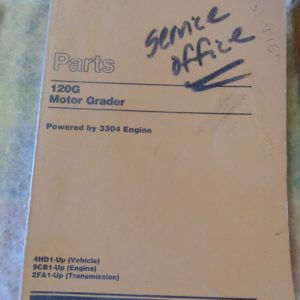 service
office
Parts
120G
Motor Grader
Powered by 3304 Engine
4HD1-Up (Vehicle)
9CB1-Up (Engine)
2FA1-Up (Transmission)